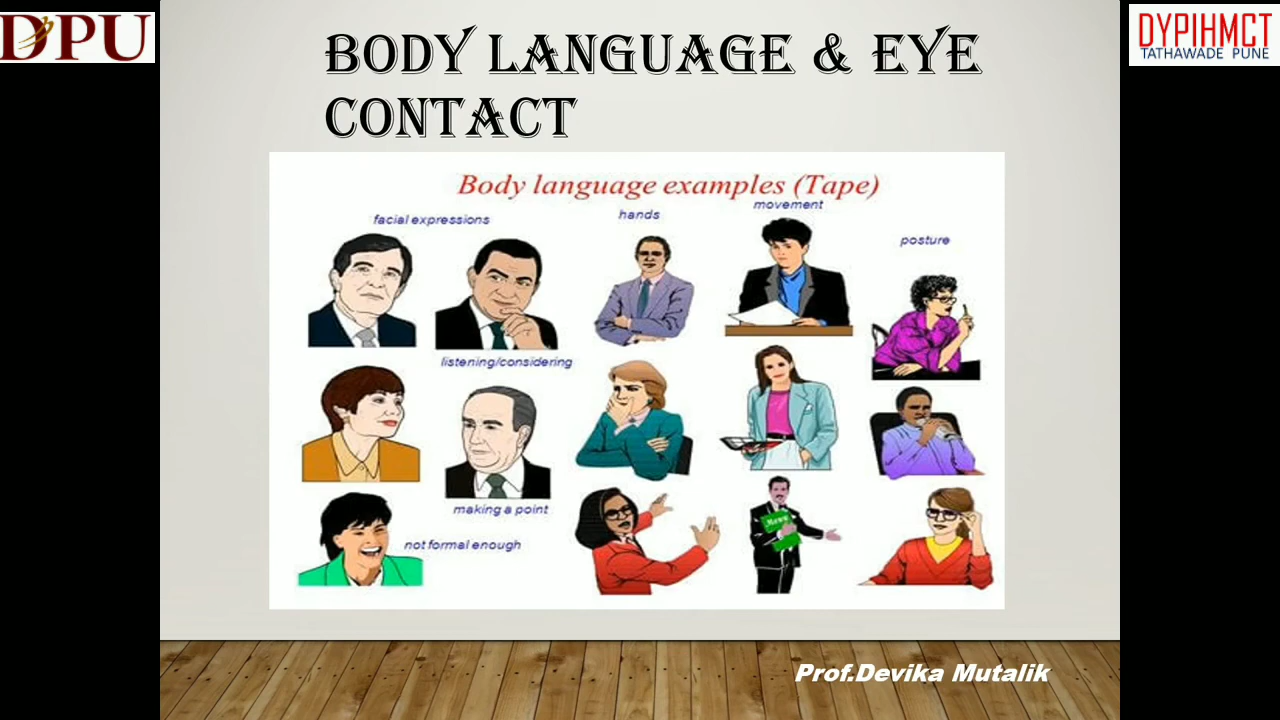 DPU
DYPIHMCT
TATHAWADE PUNE
BODY LANGUAGE & EYE
CONTACT
Body language examples (Tape)
facial expressions
hands
movement
posture
listening/considering
making a point
not formal enough
Menu
Prof.Devika Mutalik